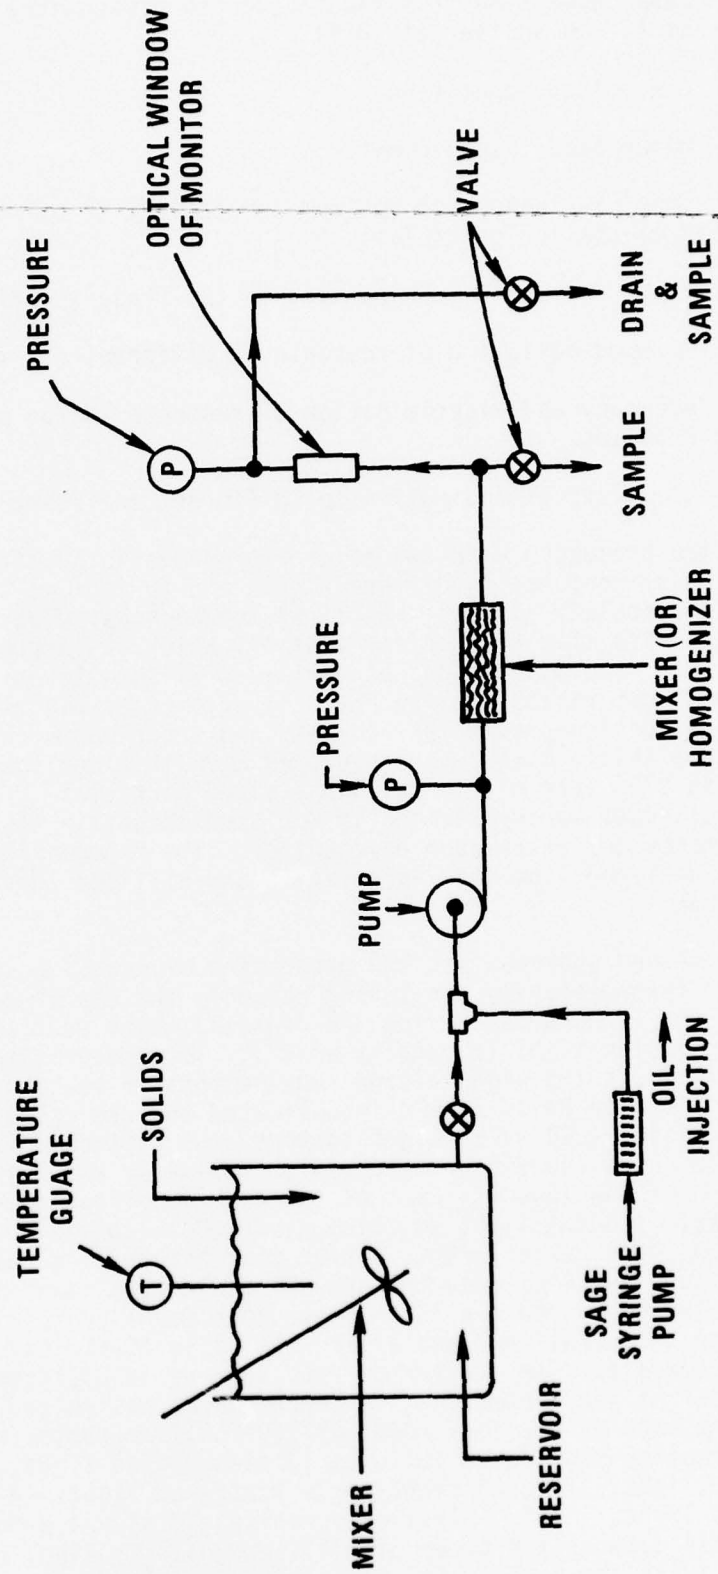 TEMPERATURE
GUAGE
T
SOLIDS
MIXER
RESERVOIR
SAGE
SYRINGE
PUMP
OIL
INJECTION
PUMP
PRESSURE
P
MIXER (OR)
HOMOGENIZER
PRESSURE
P
OPTICAL WINDOW
OF MONITOR
VALVE
SAMPLE
DRAIN
&
SAMPLE